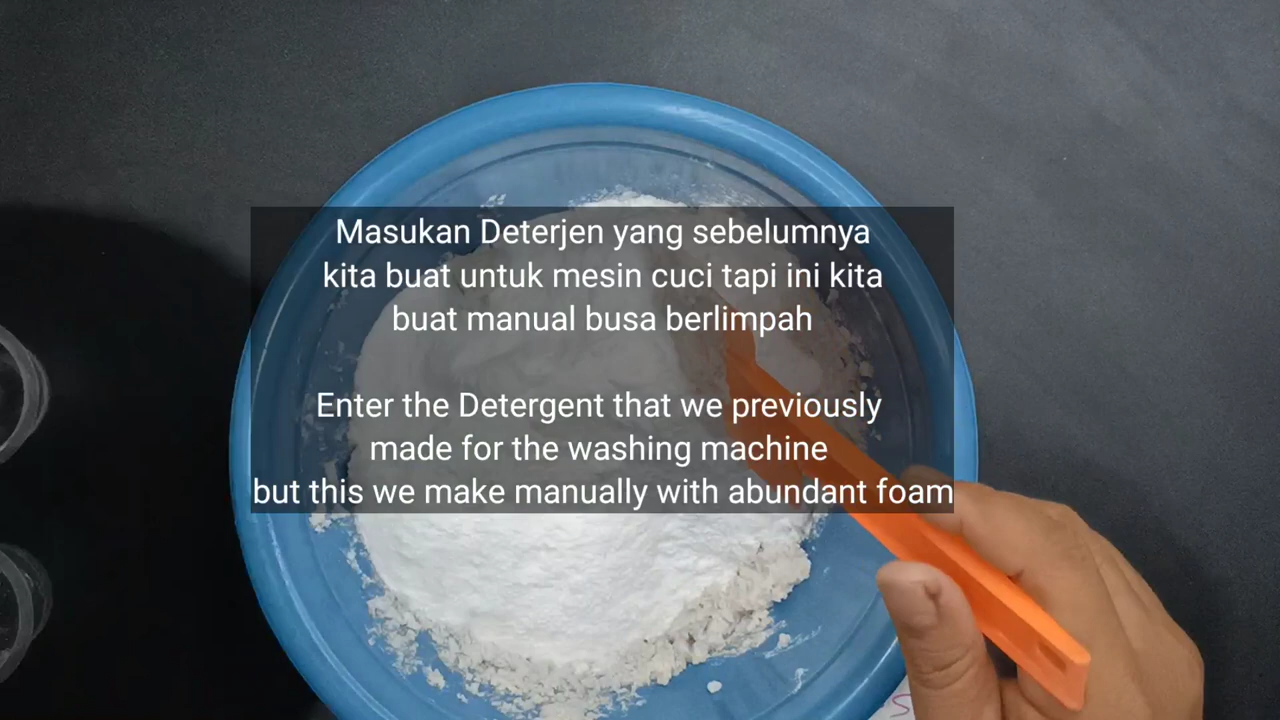 Masukan Deterjen yang sebelumnya
kita buat untuk mesin cuci tapi ini kita
buat manual busa berlimpah
Enter the Detergent that we previously
made for the washing machine
but this we make manually with abundant foam